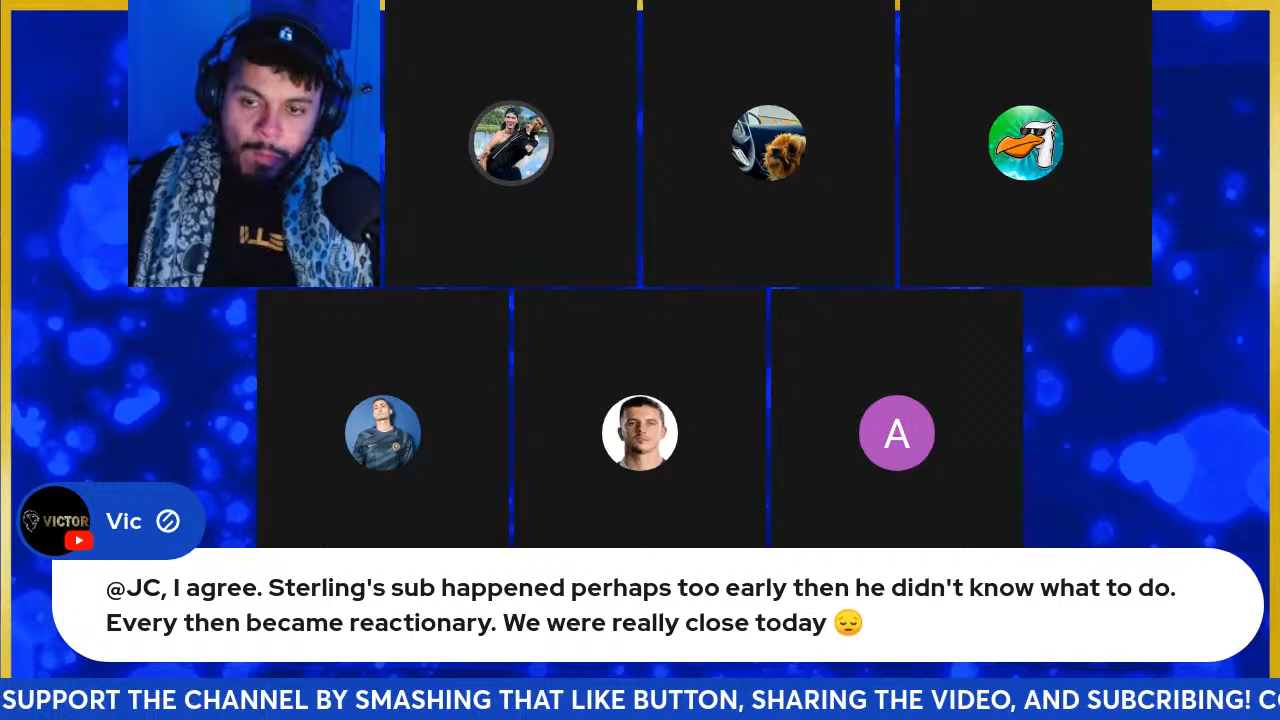 A
VICTOR
Vic
@JC, I agree. Sterling's sub happened perhaps too early then he didn't know what to do.
Every then became reactionary. We were really close today 😔
SUPPORT THE CHANNEL BY SMASHING THAT LIKE BUTTON, SHARING THE VIDEO, AND SUBCRIBING! C